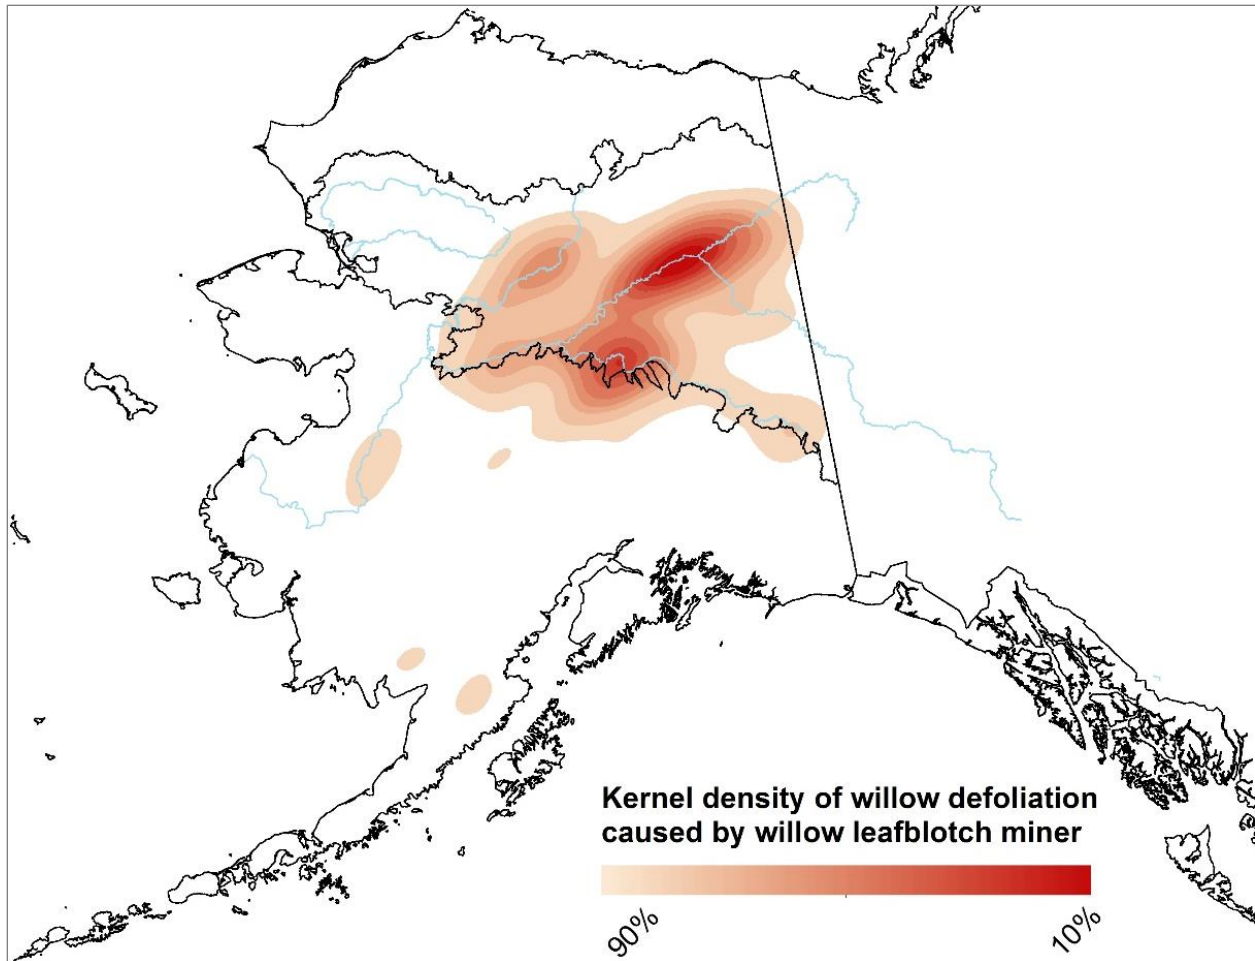 Kernel density of willow defoliation
caused by willow leafblotch miner
90%
10%